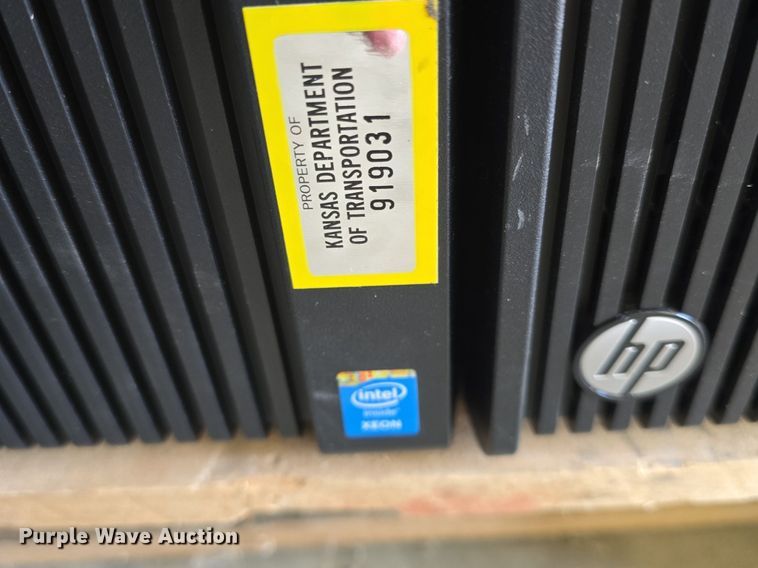 PROPERTY OF
KANSAS DEPARTMENT
OF TRANSPORTATION
919031
hp
intel
inside
XEON
Purple Wave Auction